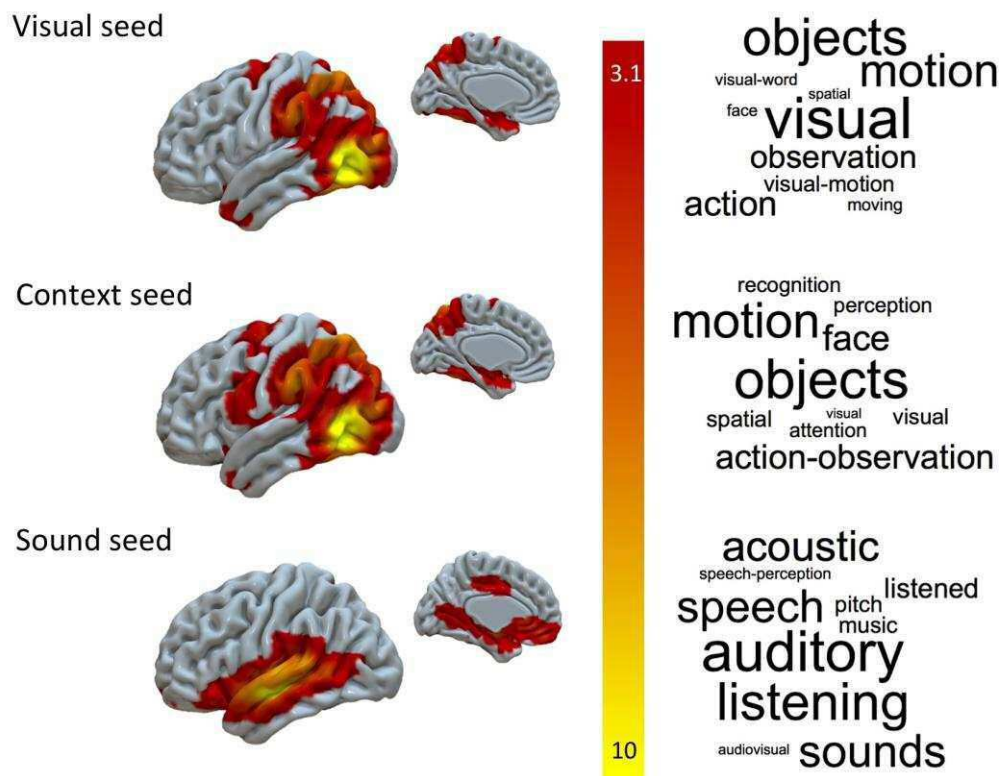 Visual seed
3.1
objects
motion
visual-word
spatial
face
visual
observation
visual-motion
action
moving
Context seed
recognition
perception
motion
face
objects
spatial
visual
visual
attention
action-observation
Sound seed
acoustic
speech-perception
listened
speech
pitch
music
auditory
listening
10
audiovisual
sounds